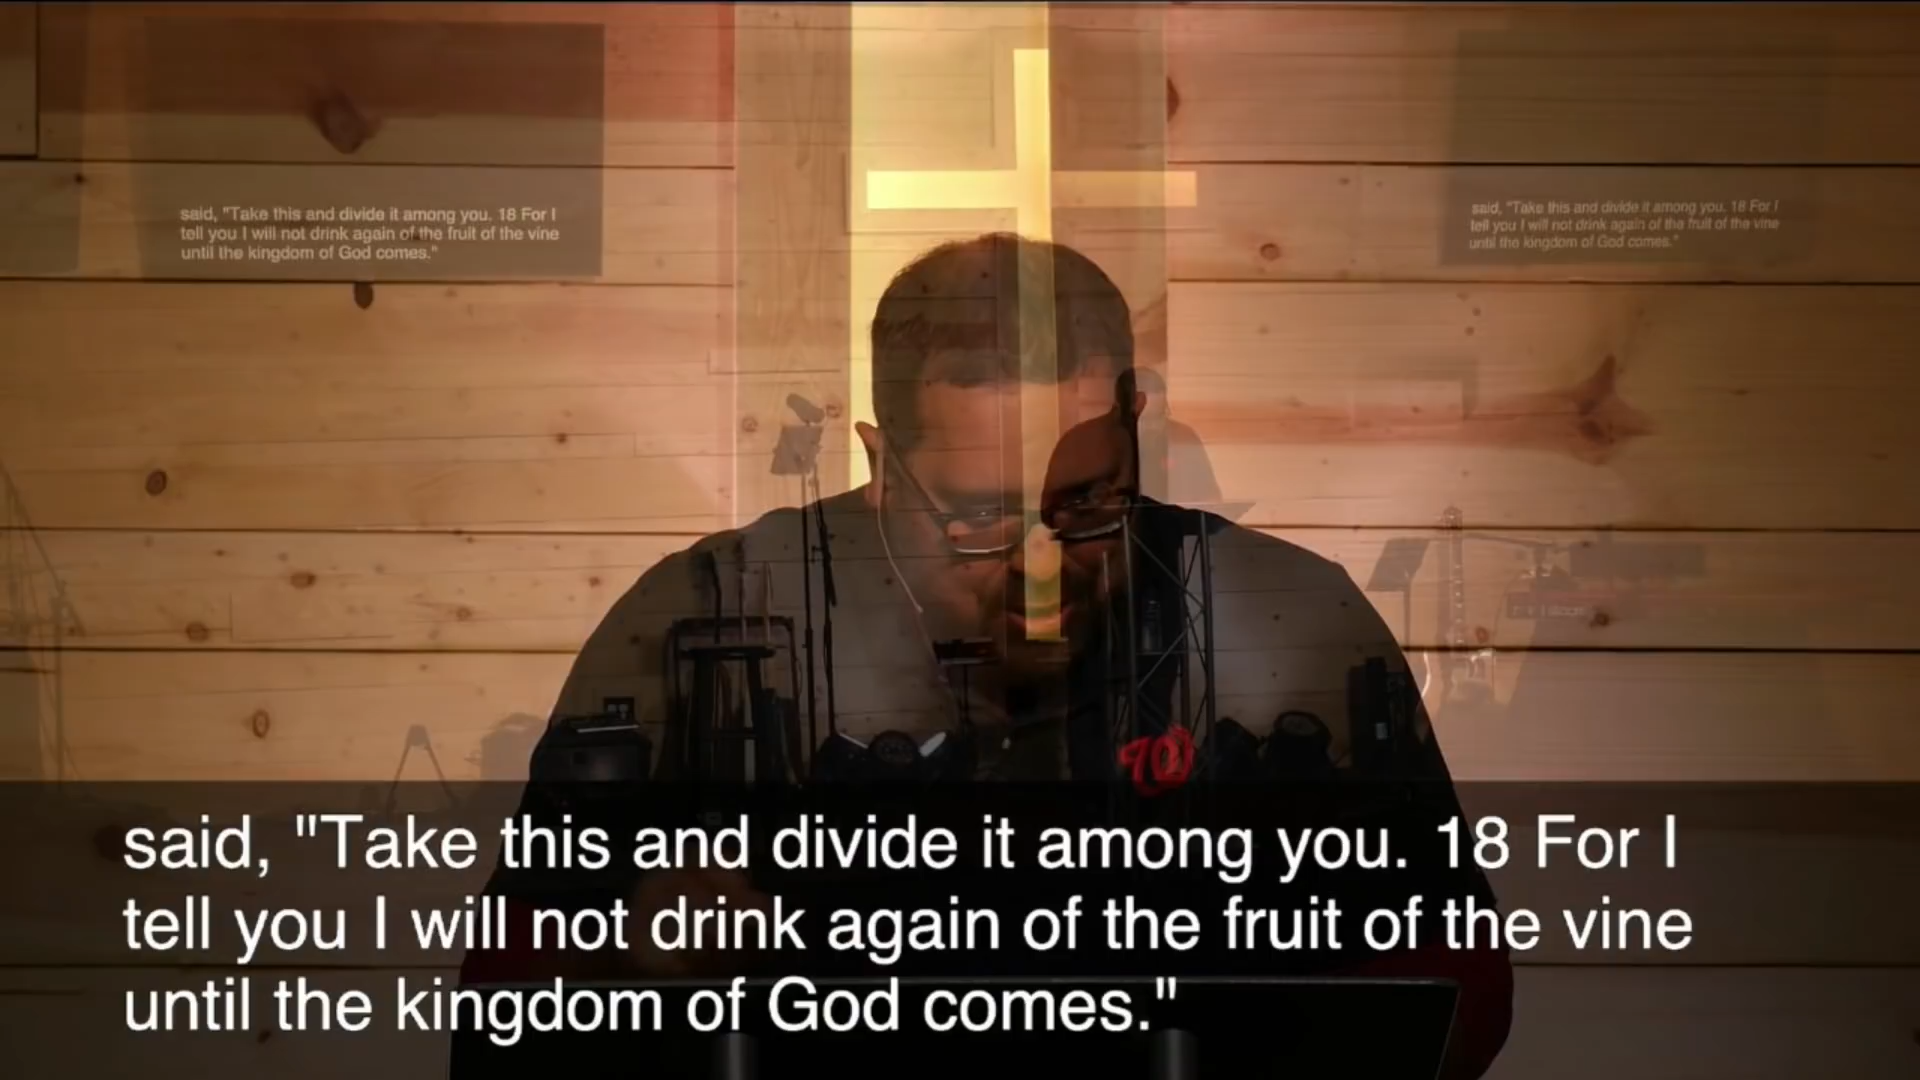 said, "Take this and divide it among you. 18 For I
tell you I will not drink again of the fruit of the vine
until the kingdom of God comes."
said, "Take this and divide it among you. 18 For I
tell you I will not drink again of the fruit of the vine
until the kingdom of God comes."
said, "Take this and divide it among you. 18 For I
tell you I will not drink again of the fruit of the vine
until the kingdom of God comes."